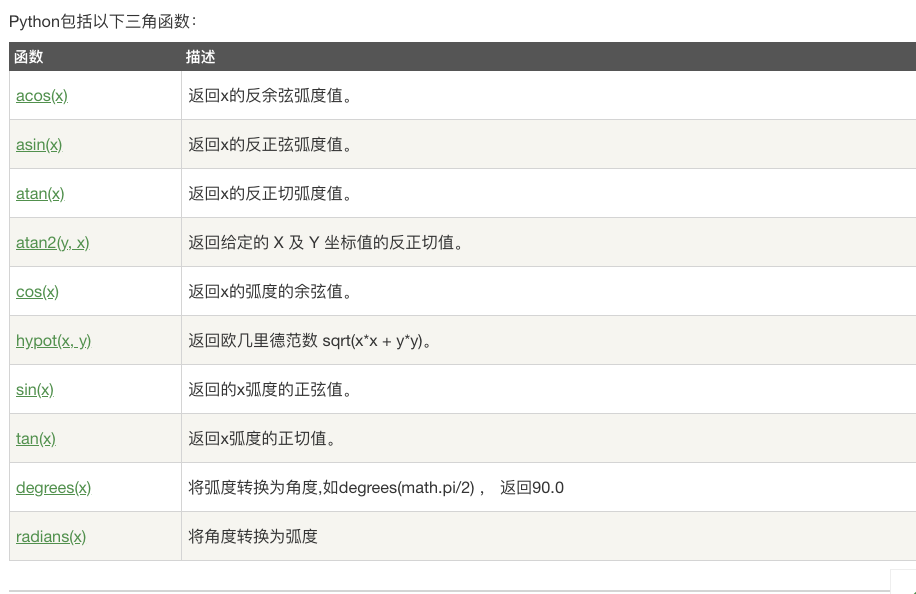 Python包括以下三角函数：
函数 描述
acos(x) 返回x的反余弦弧度值。
asin(x) 返回x的反正弦弧度值。
atan(x) 返回x的反正切弧度值。
atan2(y, x) 返回给定的 X 及 Y 坐标值的反正切值。
cos(x) 返回x的弧度的余弦值。
hypot(x, y) 返回欧几里德范数 sqrt(x*x + y*y)。
sin(x) 返回的x弧度的正弦值。
tan(x) 返回x弧度的正切值。
degrees(x) 将弧度转换为角度,如degrees(math.pi/2) ， 返回90.0
radians(x) 将角度转换为弧度